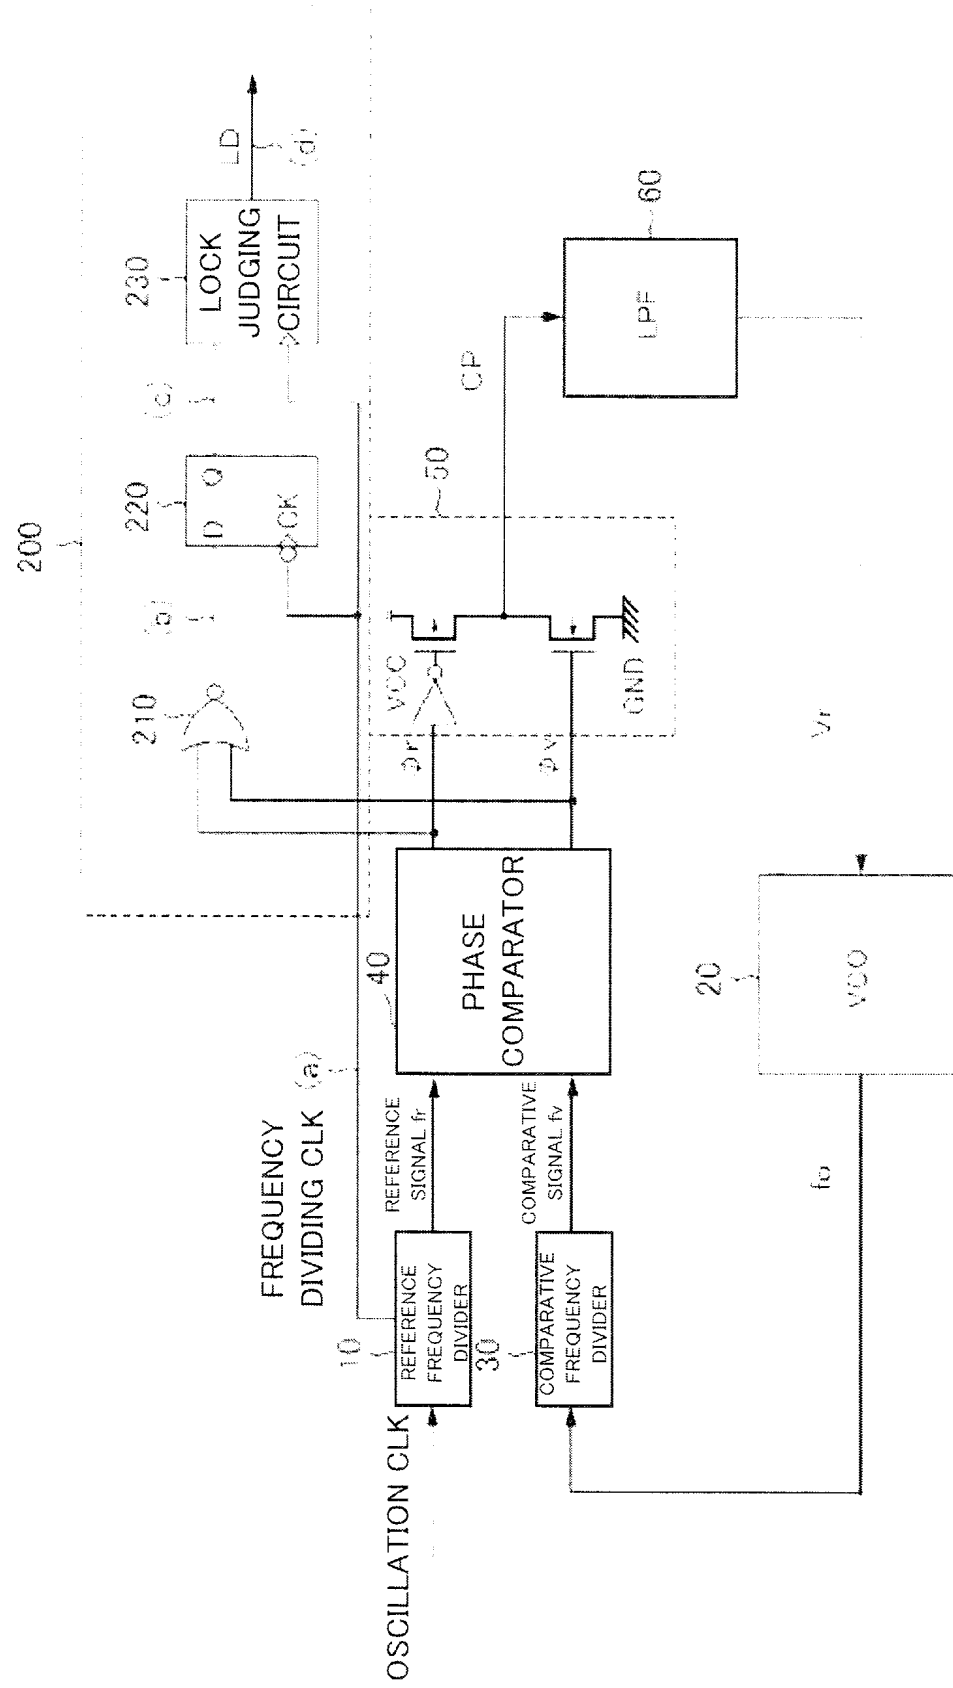 200
210
220
230
(b)
(c)
D
Q
CK
LOCK
JUDGING
CIRCUIT
LD
(d)
FREQUENCY
DIVIDING CLK
(a)
OSCILLATION CLK
10
REFERENCE
FREQUENCY
DIVIDER
REFERENCE
SIGNAL fr
30
COMPARATIVE
FREQUENCY
DIVIDER
COMPARATIVE
SIGNAL fv
40
PHASE
COMPARATOR
φr
φv
VCC
GND
50
CP
60
LPF
Vr
20
VCO
fo